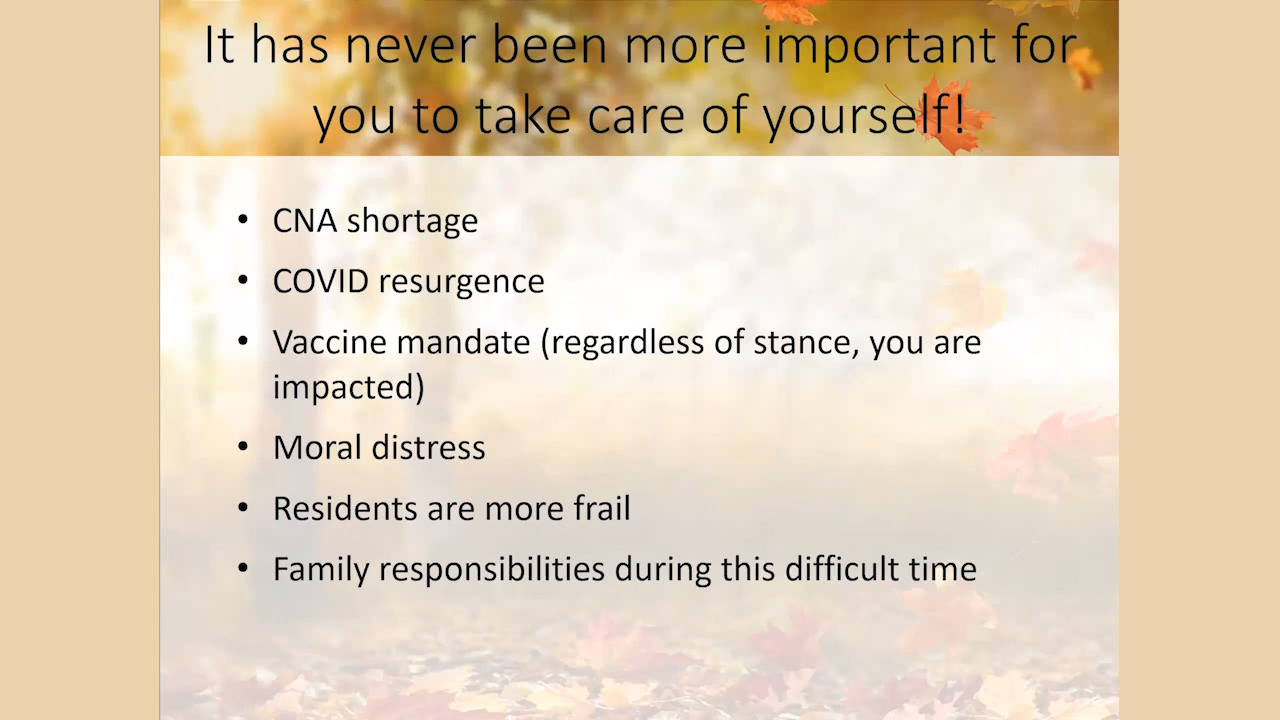 It has never been more important for
you to take care of yourself!
• CNA shortage
• COVID resurgence
• Vaccine mandate (regardless of stance, you are
impacted)
• Moral distress
• Residents are more frail
• Family responsibilities during this difficult time